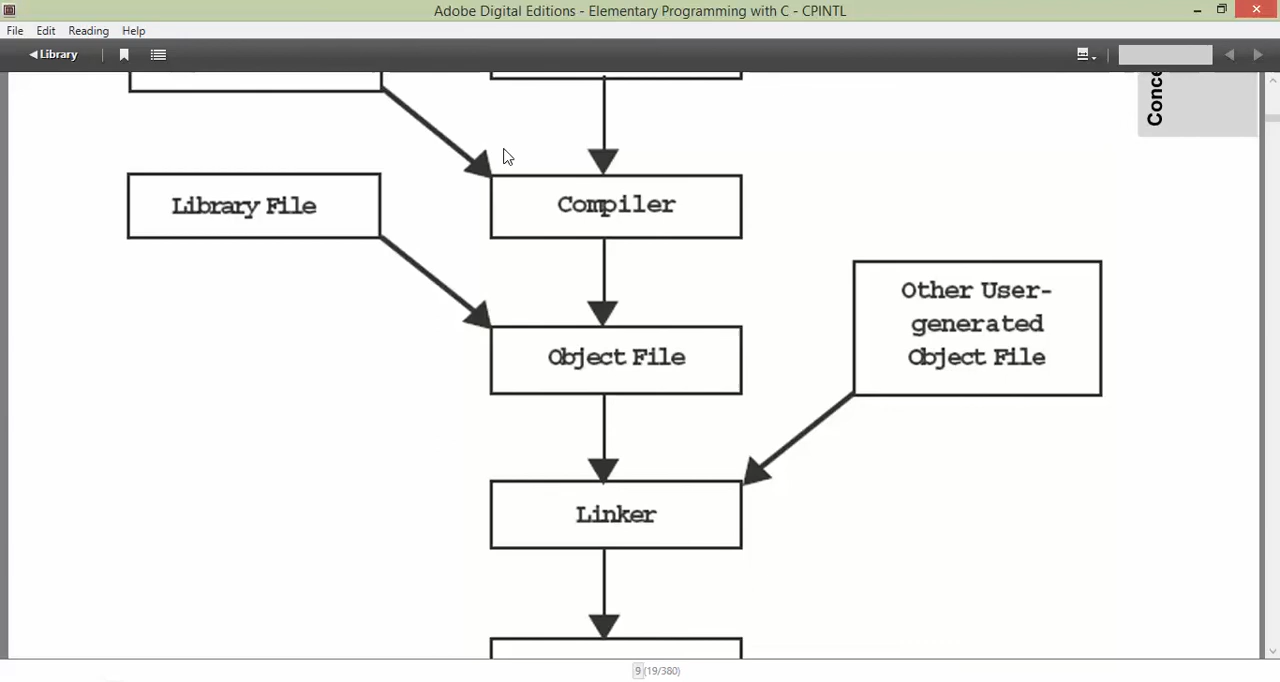 Adobe Digital Editions - Elementary Programming with C - CPINTL
File Edit Reading Help
Library
Conce
Library File
Compiler
Other User-
generated
Object File
Object File
Linker
9 (19/380)